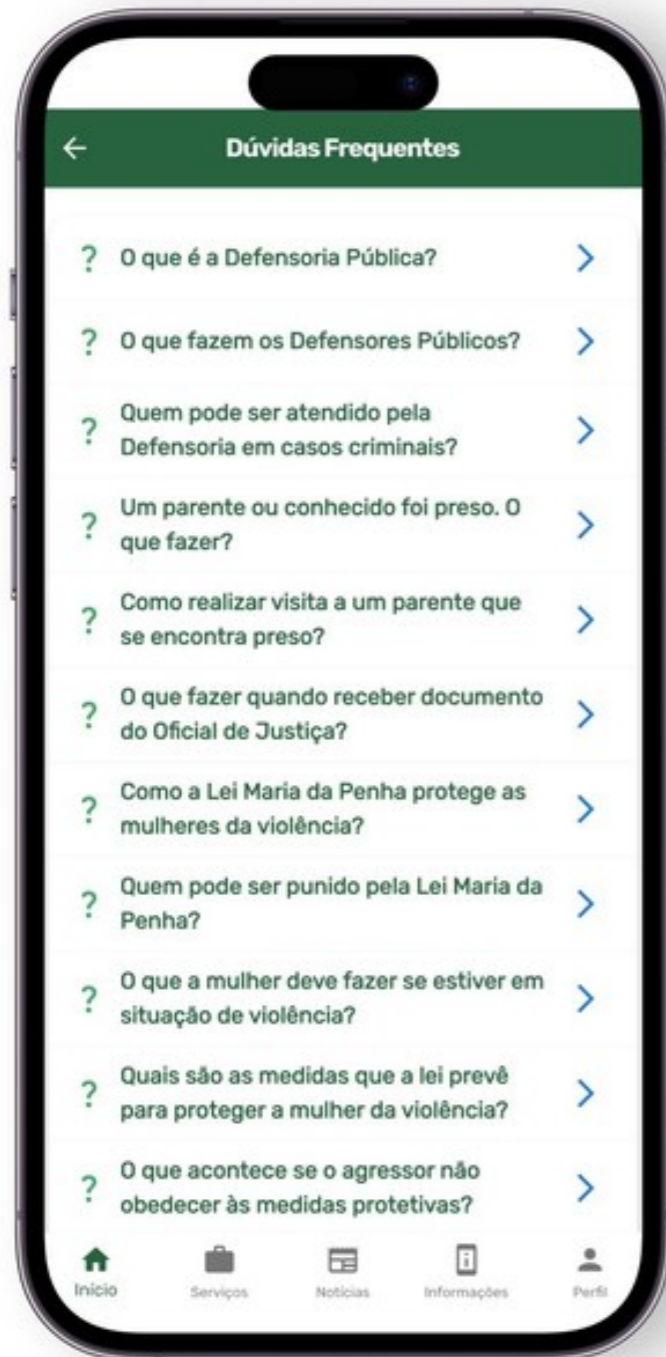 Dúvidas Frequentes
O que é a Defensoria Pública?
O que fazem os Defensores Públicos?
Quem pode ser atendido pela
Defensoria em casos criminais?
Um parente ou conhecido foi preso. O
que fazer?
Como realizar visita a um parente que
se encontra preso?
O que fazer quando receber documento
do Oficial de Justiça?
Como a Lei Maria da Penha protege as
mulheres da violência?
Quem pode ser punido pela Lei Maria da
Penha?
O que a mulher deve fazer se estiver em
situação de violência?
Quais são as medidas que a lei prevê
para proteger a mulher da violência?
O que acontece se o agressor não
obedecer às medidas protetivas?
Início
Serviços
Notícias
Informações
Perfil